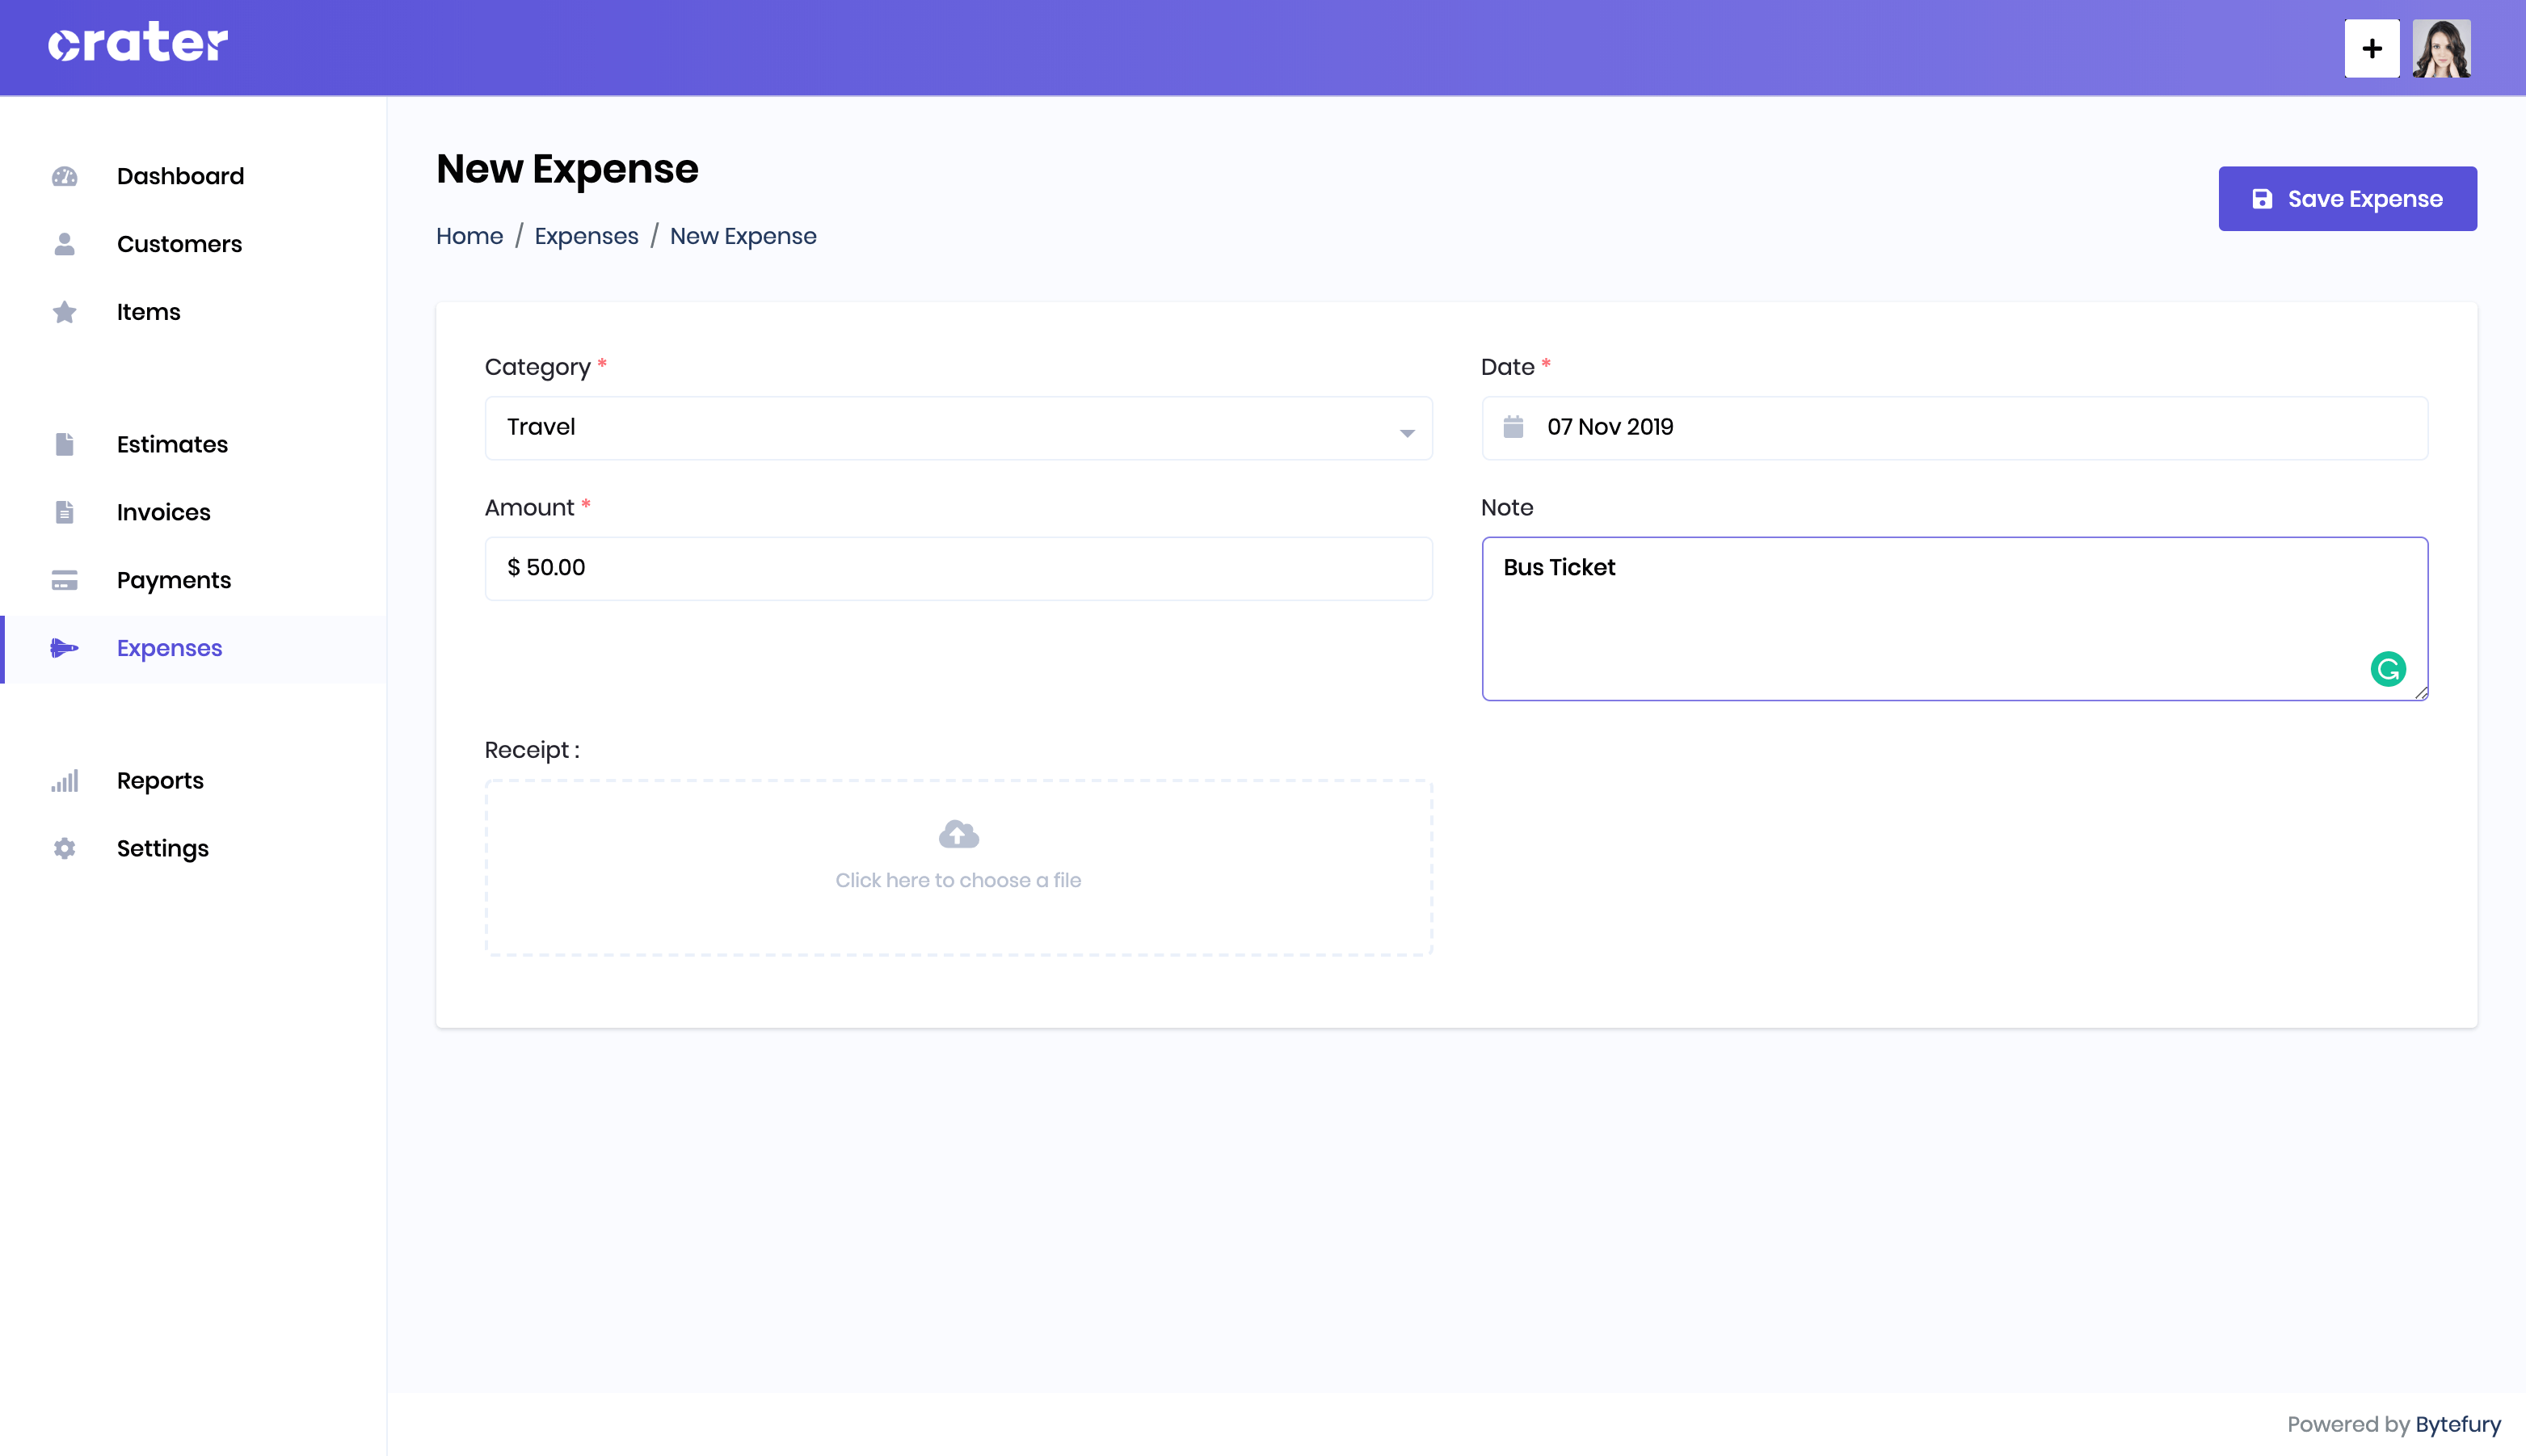 crater
Dashboard
Customers
Items
Estimates
Invoices
Payments
Expenses
Reports
Settings
New Expense
Home / Expenses / New Expense
Save Expense
Category *
Travel
Date *
07 Nov 2019
Amount *
$ 50.00
Note
Bus Ticket
Receipt :
Click here to choose a file
Powered by Bytefury